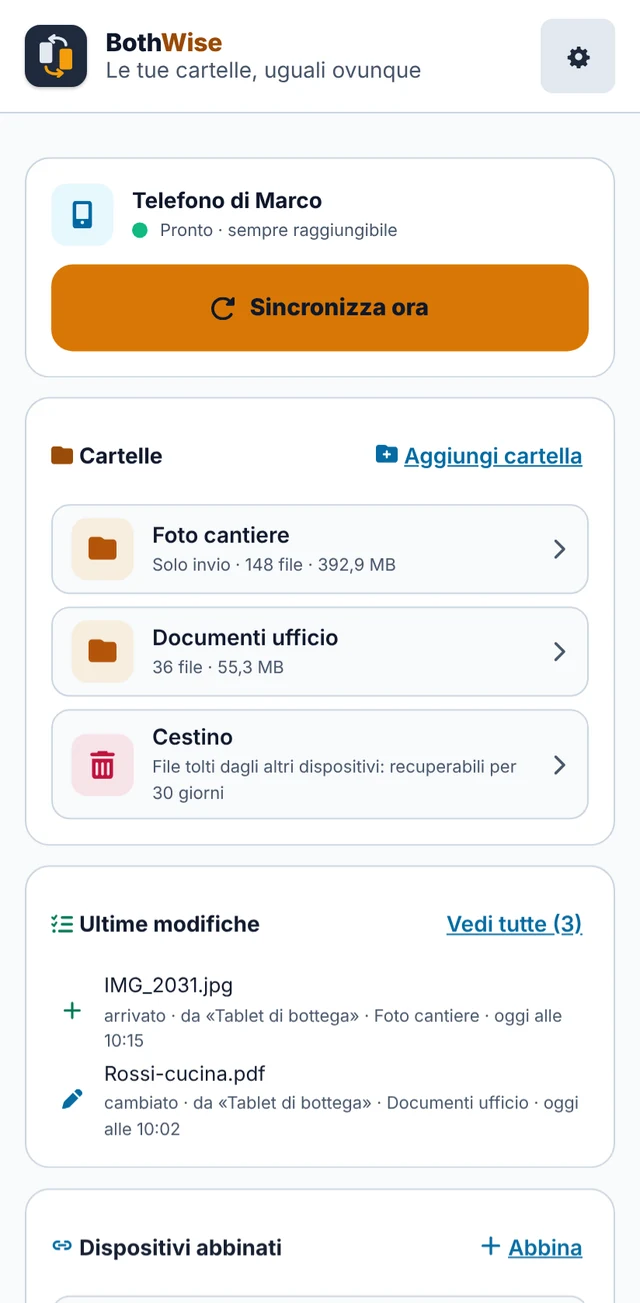 BothWise
Le tue cartelle, uguali ovunque
Telefono di Marco
Pronto · sempre raggiungibile
Sincronizza ora
Cartelle
Aggiungi cartella
Foto cantiere
Solo invio · 148 file · 392,9 MB
Documenti ufficio
36 file · 55,3 MB
Cestino
File tolti dagli altri dispositivi: recuperabili per
30 giorni
Ultime modifiche
Vedi tutte (3)
IMG_2031.jpg
arrivato · da «Tablet di bottega» · Foto cantiere · oggi alle
10:15
Rossi-cucina.pdf
cambiato · da «Tablet di bottega» · Documenti ufficio · oggi
alle 10:02
Dispositivi abbinati
Abbina